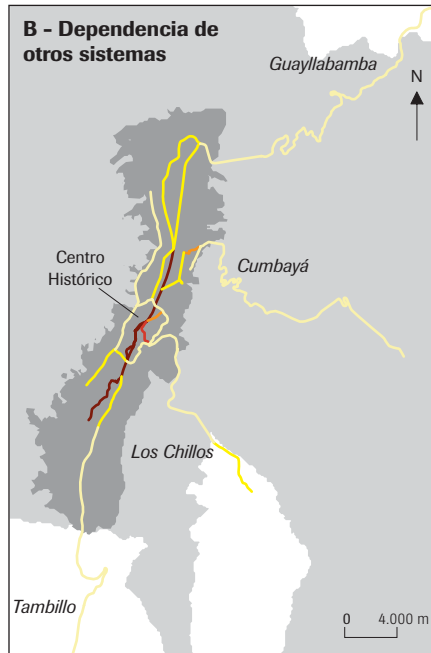 B - Dependencia de
otros sistemas
Guayllabamba
N
Centro
Histórico
Cumbayá
Los Chillos
Tambillo
0 4.000 m